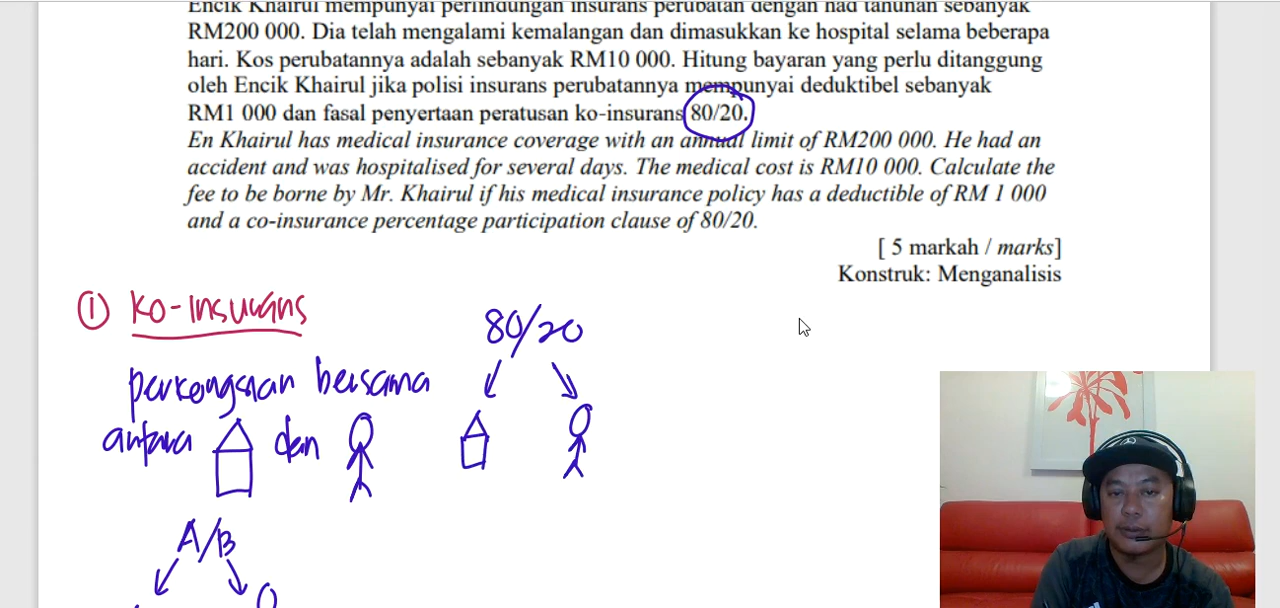 Encik Khairul mempunyai perlindungan insurans perubatan dengan had tahunan sebanyak
RM200 000. Dia telah mengalami kemalangan dan dimasukkan ke hospital selama beberapa
hari. Kos perubatannya adalah sebanyak RM10 000. Hitung bayaran yang perlu ditanggung
oleh Encik Khairul jika polisi insurans perubatannya mempunyai deduktibel sebanyak
RM1 000 dan fasal penyertaan peratusan ko-insurans 80/20.
En Khairul has medical insurance coverage with an annual limit of RM200 000. He had an
accident and was hospitalised for several days. The medical cost is RM10 000. Calculate the
fee to be borne by Mr. Khairul if his medical insurance policy has a deductible of RM 1 000
and a co-insurance percentage participation clause of 80/20.
[ 5 markah / marks]
Konstruk: Menganalisis
① Ko-insurans
80/20
perkongsian bersama
antara dan
A/B